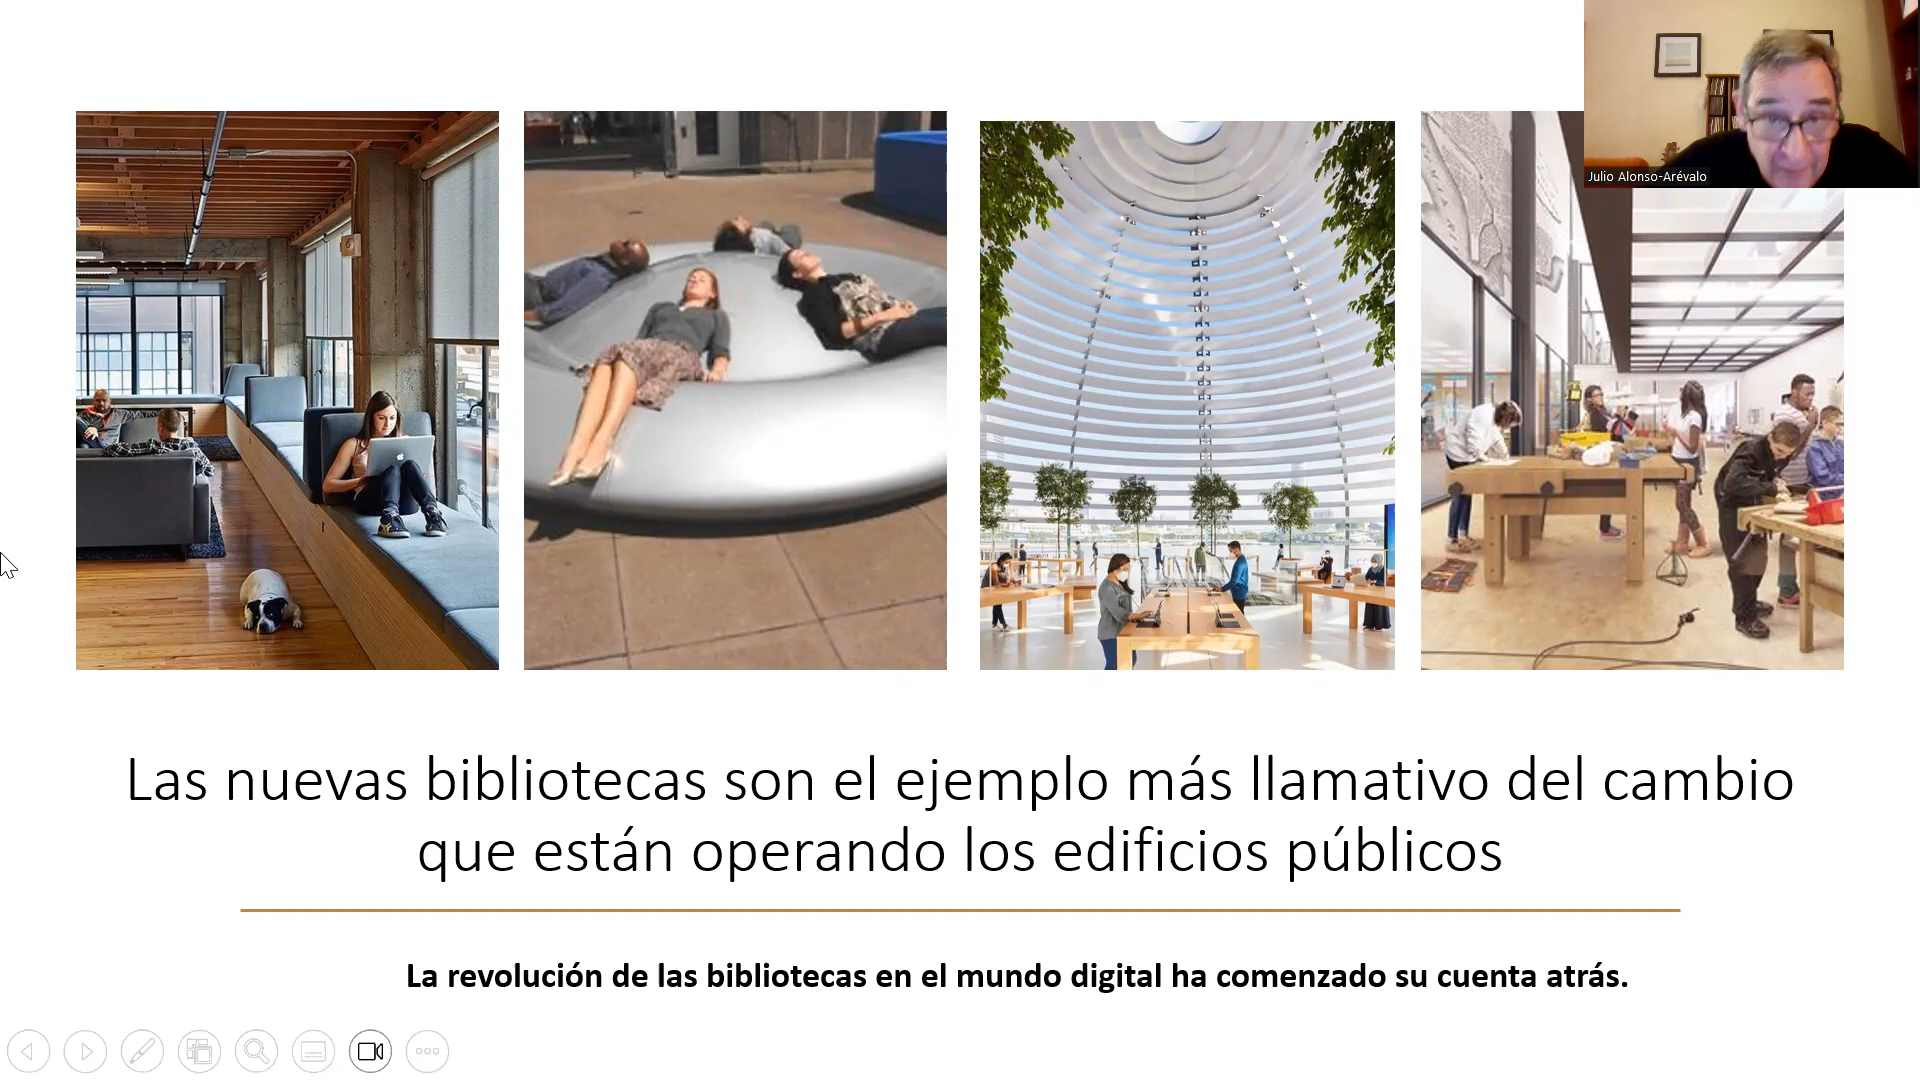 Julio Alonso-Arévalo
Las nuevas bibliotecas son el ejemplo más llamativo del cambio
que están operando los edificios públicos
La revolución de las bibliotecas en el mundo digital ha comenzado su cuenta atrás.